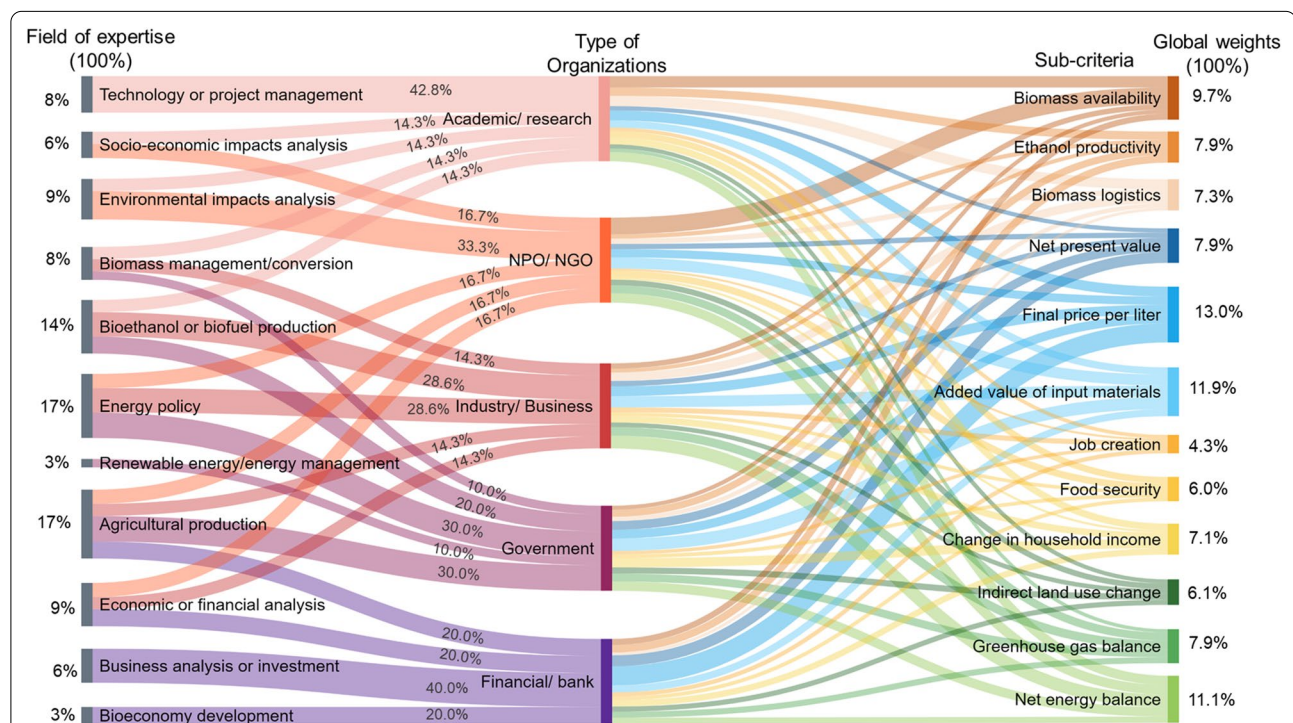 Field of expertise
(100%)
Type of
Organizations
Sub-criteria
Global weights
(100%)
8%
Technology or project management
42.8%
6%
Socio-economic impacts analysis
14.3%
9%
Environmental impacts analysis
14.3%
8%
Biomass management/conversion
14.3%
14%
Bioethanol or biofuel production
14.3%
17%
Energy policy
3%
Renewable energy/energy management
17%
Agricultural production
9%
Economic or financial analysis
6%
Business analysis or investment
3%
Bioeconomy development
Academic/ research
16.7%
33.3%
NPO/ NGO
16.7%
16.7%
16.7%
14.3%
28.6%
Industry/ Business
28.6%
14.3%
14.3%
10.0%
20.0%
30.0%
Government
10.0%
30.0%
20.0%
20.0%
Financial/ bank
40.0%
20.0%
Biomass availability
9.7%
Ethanol productivity
7.9%
Biomass logistics
7.3%
Net present value
7.9%
Final price per liter
13.0%
Added value of input materials
11.9%
Job creation
4.3%
Food security
6.0%
Change in household income
7.1%
Indirect land use change
6.1%
Greenhouse gas balance
7.9%
Net energy balance
11.1%